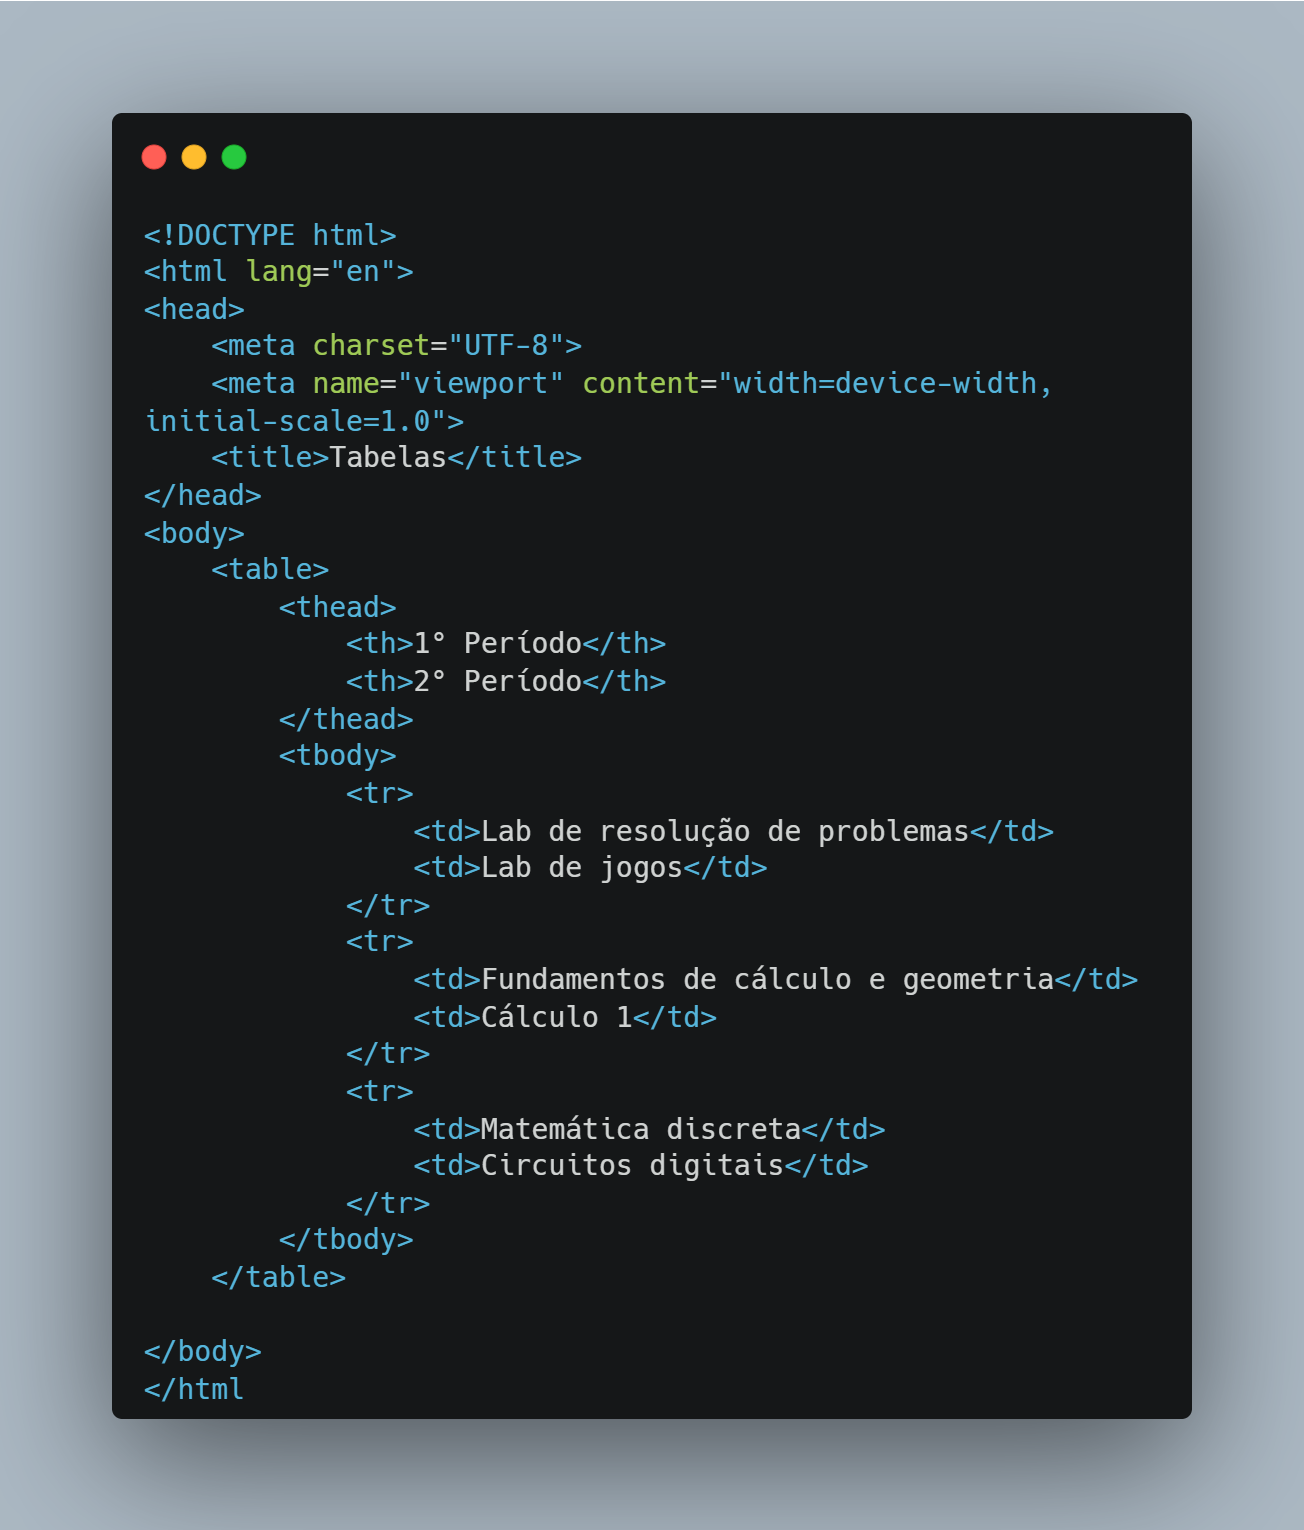 <!DOCTYPE html>
<html lang="en">
<head>
    <meta charset="UTF-8">
    <meta name="viewport" content="width=device-width,
initial-scale=1.0">
    <title>Tabelas</title>
</head>
<body>
    <table>
        <thead>
            <th>1° Período</th>
            <th>2° Período</th>
        </thead>
        <tbody>
            <tr>
                <td>Lab de resolução de problemas</td>
                <td>Lab de jogos</td>
            </tr>
            <tr>
                <td>Fundamentos de cálculo e geometria</td>
                <td>Cálculo 1</td>
            </tr>
            <tr>
                <td>Matemática discreta</td>
                <td>Circuitos digitais</td>
            </tr>
        </tbody>
    </table>

</body>
</html